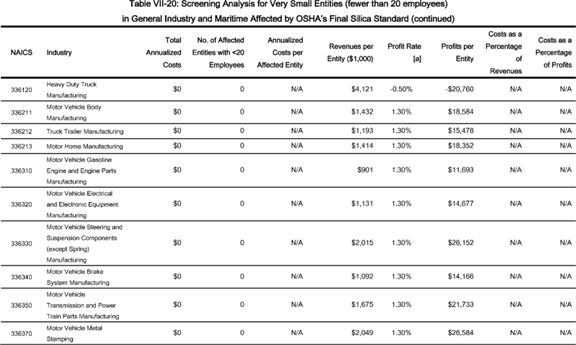 Table VII-20: Screening Analysis for Very Small Entities (fewer than 20 employees)
in General Industry and Maritime Affected by OSHA's Final Silica Standard (continued)
NAICS Industry Total Annualized Costs No. of Affected Entities with <20 Employees Annualized Costs per Affected Entity Revenues per Entity ($1,000) Profit Rate [a] Profits per Entity Costs as a Percentage of Revenues Costs as a Percentage of Profits
336120 Heavy Duty Truck Manufacturing $0 0 N/A $4,121 -0.50% -$20,760 N/A N/A
336211 Motor Vehicle Body Manufacturing $0 0 N/A $1,432 1.30% $18,584 N/A N/A
336212 Truck Trailer Manufacturing $0 0 N/A $1,193 1.30% $15,478 N/A N/A
336213 Motor Home Manufacturing $0 0 N/A $1,414 1.30% $18,352 N/A N/A
336310 Motor Vehicle Gasoline Engine and Engine Parts Manufacturing $0 0 N/A $901 1.30% $11,693 N/A N/A
336320 Motor Vehicle Electrical and Electronic Equipment Manufacturing $0 0 N/A $1,131 1.30% $14,677 N/A N/A
336330 Motor Vehicle Steering and Suspension Components (except Spring) Manufacturing $0 0 N/A $2,015 1.30% $26,152 N/A N/A
336340 Motor Vehicle Brake System Manufacturing $0 0 N/A $1,092 1.30% $14,166 N/A N/A
336350 Motor Vehicle Transmission and Power Train Parts Manufacturing $0 0 N/A $1,675 1.30% $21,733 N/A N/A
336370 Motor Vehicle Metal Stamping $0 0 N/A $2,049 1.30% $26,584 N/A N/A